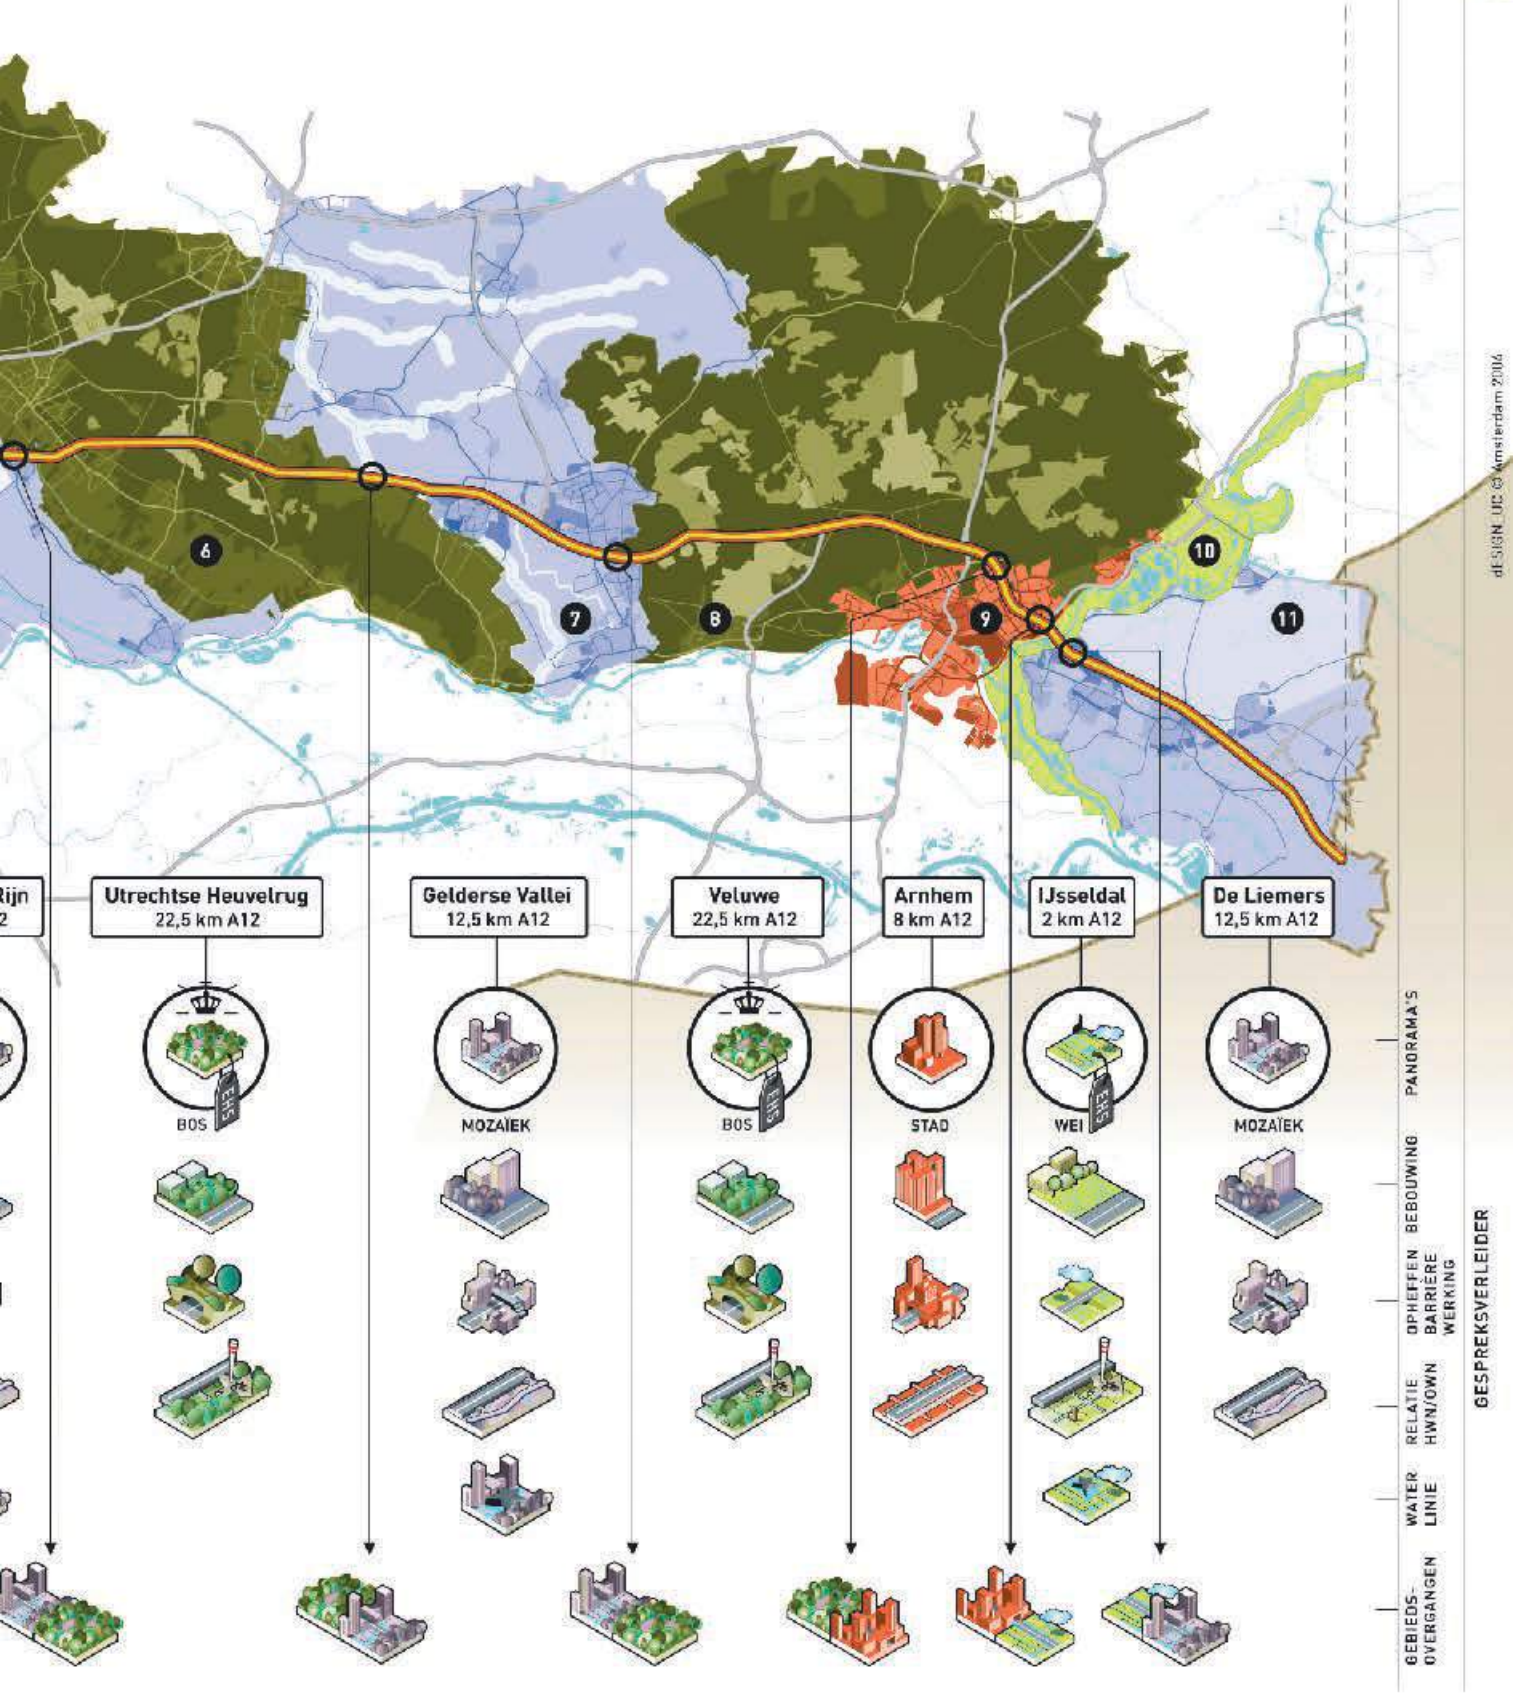 6
7
8
9
10
11
Rijn
2
Utrechtse Heuvelrug
22,5 km A12
Gelderse Vallei
12,5 km A12
Veluwe
22,5 km A12
Arnhem
8 km A12
IJsseldal
2 km A12
De Liemers
12,5 km A12
BOS
EHS
MOZAÏEK
BOS
EHS
STAD
WEI
EHS
MOZAÏEK
PANORAMA'S
BEBOUWING
OPHEFFEN
BARRIÈRE
WERKING
RELATIE
HWN/OWN
WATER
LINIE
GEBIEDS-
OVERGANGEN
GESPREKSVERLEIDER
dESIGN_UC © Amsterdam 2004